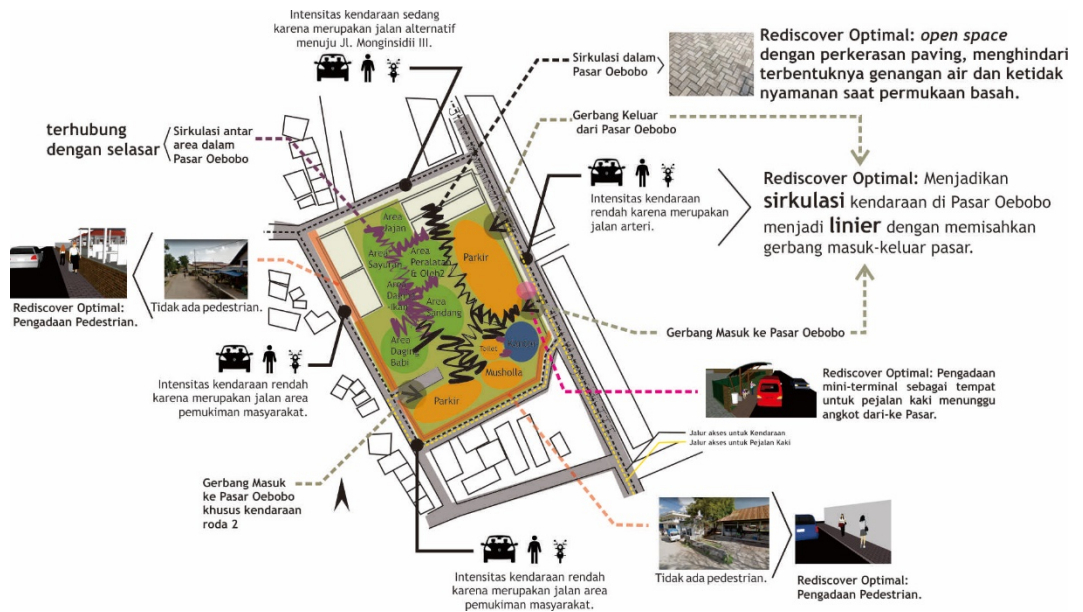 Intensitas kendaraan sedang
karena merupakan jalan alternatif
menuju Jl. Monginsidii III.
Sirkulasi dalam
Pasar Oebobo
Rediscover Optimal: open space
dengan perkerasan paving, menghindari
terbentuknya genangan air dan ketidak
nyamanan saat permukaan basah.
terhubung
dengan selasar
Sirkulasi antar
area dalam
Pasar Oebobo
Gerbang Keluar
dari Pasar Oebobo
Intensitas kendaraan
rendah karena merupakan
jalan arteri.
Rediscover Optimal: Menjadikan
sirkulasi kendaraan di Pasar Oebobo
menjadi linier dengan memisahkan
gerbang masuk-keluar pasar.
Area
Jajan
Area
Sayuran
Area
Peralatan
& Oleh2
Parkir
Area
Area
Area
Daging
Babi
Toilet
Musholla
Parkir
Rediscover Optimal:
Pengadaan Pedestrian.
Tidak ada pedestrian.
Gerbang Masuk ke Pasar Oebobo
Intensitas kendaraan rendah
karena merupakan jalan area
pemukiman masyarakat.
Rediscover Optimal: Pengadaan
mini-terminal sebagai tempat
untuk pejalan kaki menunggu
angkot dari-ke Pasar.
Jalur akses untuk Kendaraan
Jalur akses untuk Pejalan Kaki
Gerbang Masuk
ke Pasar Oebobo
khusus kendaraan
roda 2
Intensitas kendaraan rendah
karena merupakan jalan area
pemukiman masyarakat.
Tidak ada pedestrian.
Rediscover Optimal:
Pengadaan Pedestrian.